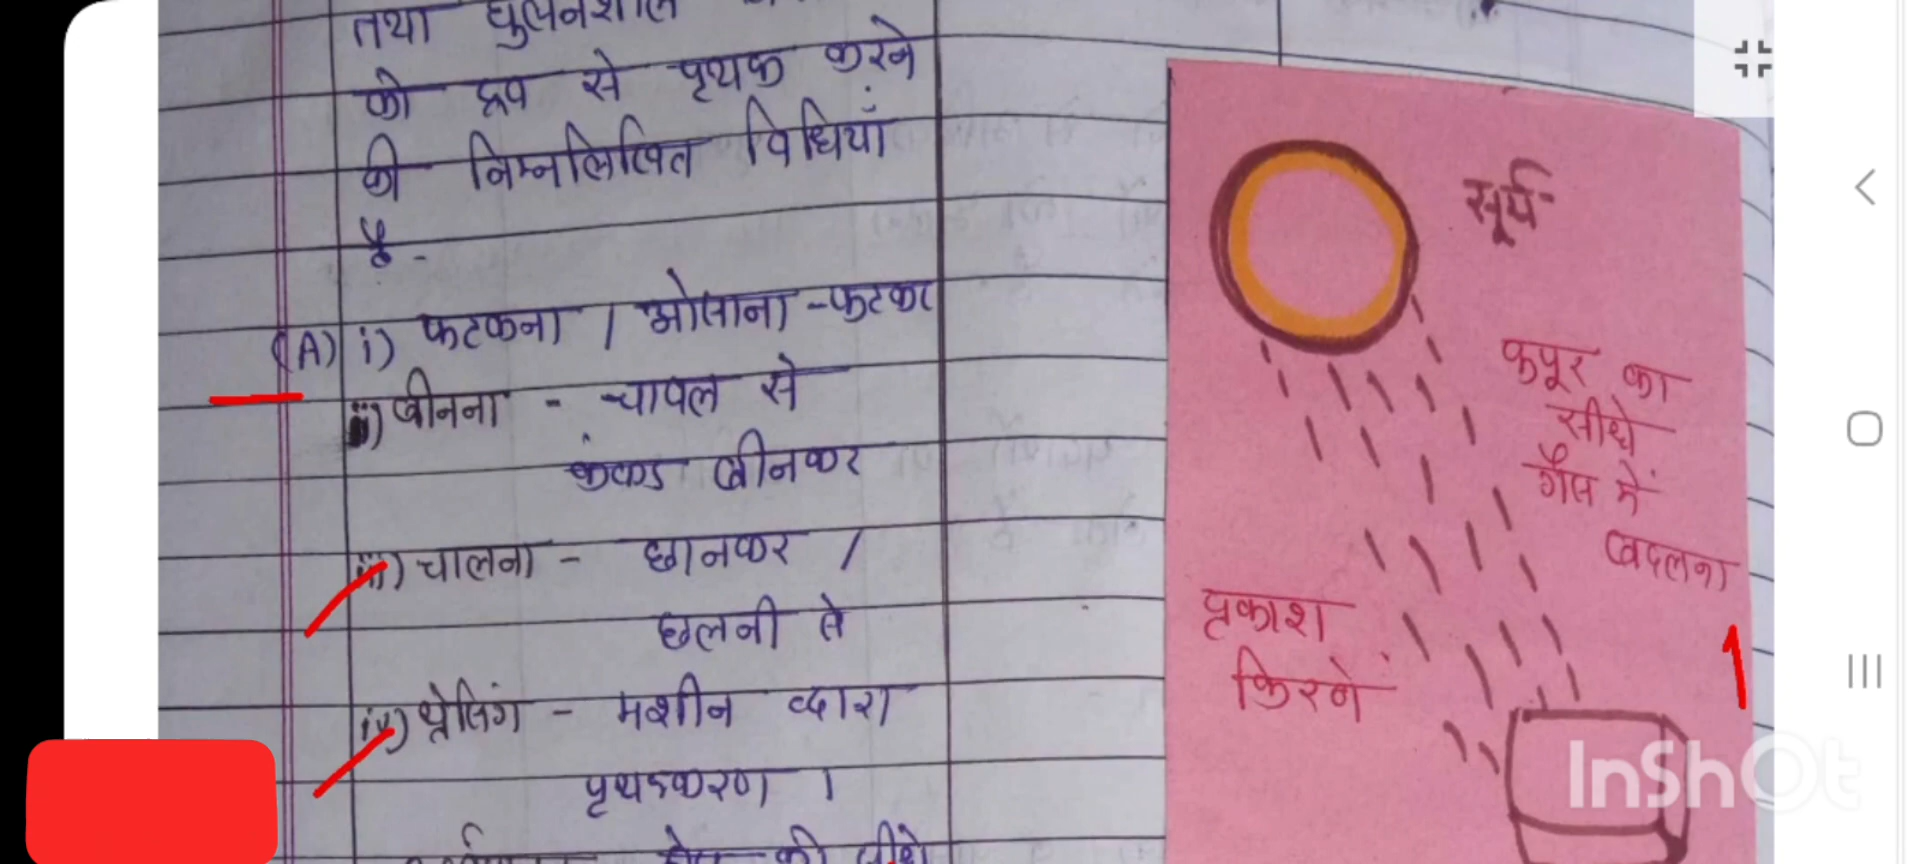 तथा घुलनशील
को द्रव से पृथक करने
की निम्नलिखित विधियाँ
है -
(A) i) फटकना / ओसाना - फटकर
ii) बीनना - चावल से
कंकड बीनकर
iii) चालना - छानकर /
छलनी से
iv) थ्रेसिंग - मशीन व्दारा
पृथक्करण ।
ठोस को सीधे
सूर्य
कपूर का
सीधे
गैस में
बदलना
प्रकाश
किरणें
InShOt